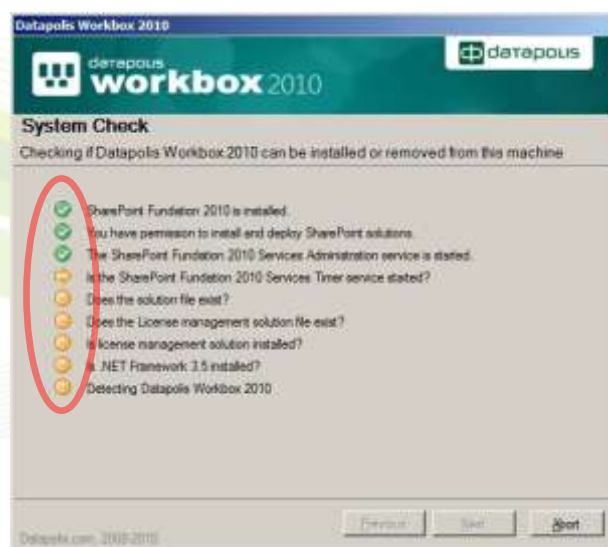 Datapolis Workbox 2010
datapolis
datapolis
workbox 2010
System Check
Checking if Datapolis Workbox 2010 can be installed or removed from this machine
SharePoint Fundation 2010 is installed.
You have permission to install and deploy SharePoint solutions.
The SharePoint Fundation 2010 Services Administration service is started.
Is the SharePoint Fundation 2010 Services Timer service started?
Does the solution file exist?
Does the License management solution file exist?
Is license management solution installed?
Is .NET Framework 3.5 installed?
Detecting Datapolis Workbox 2010
Previous Next Abort
Datapolis.com 2008-2010